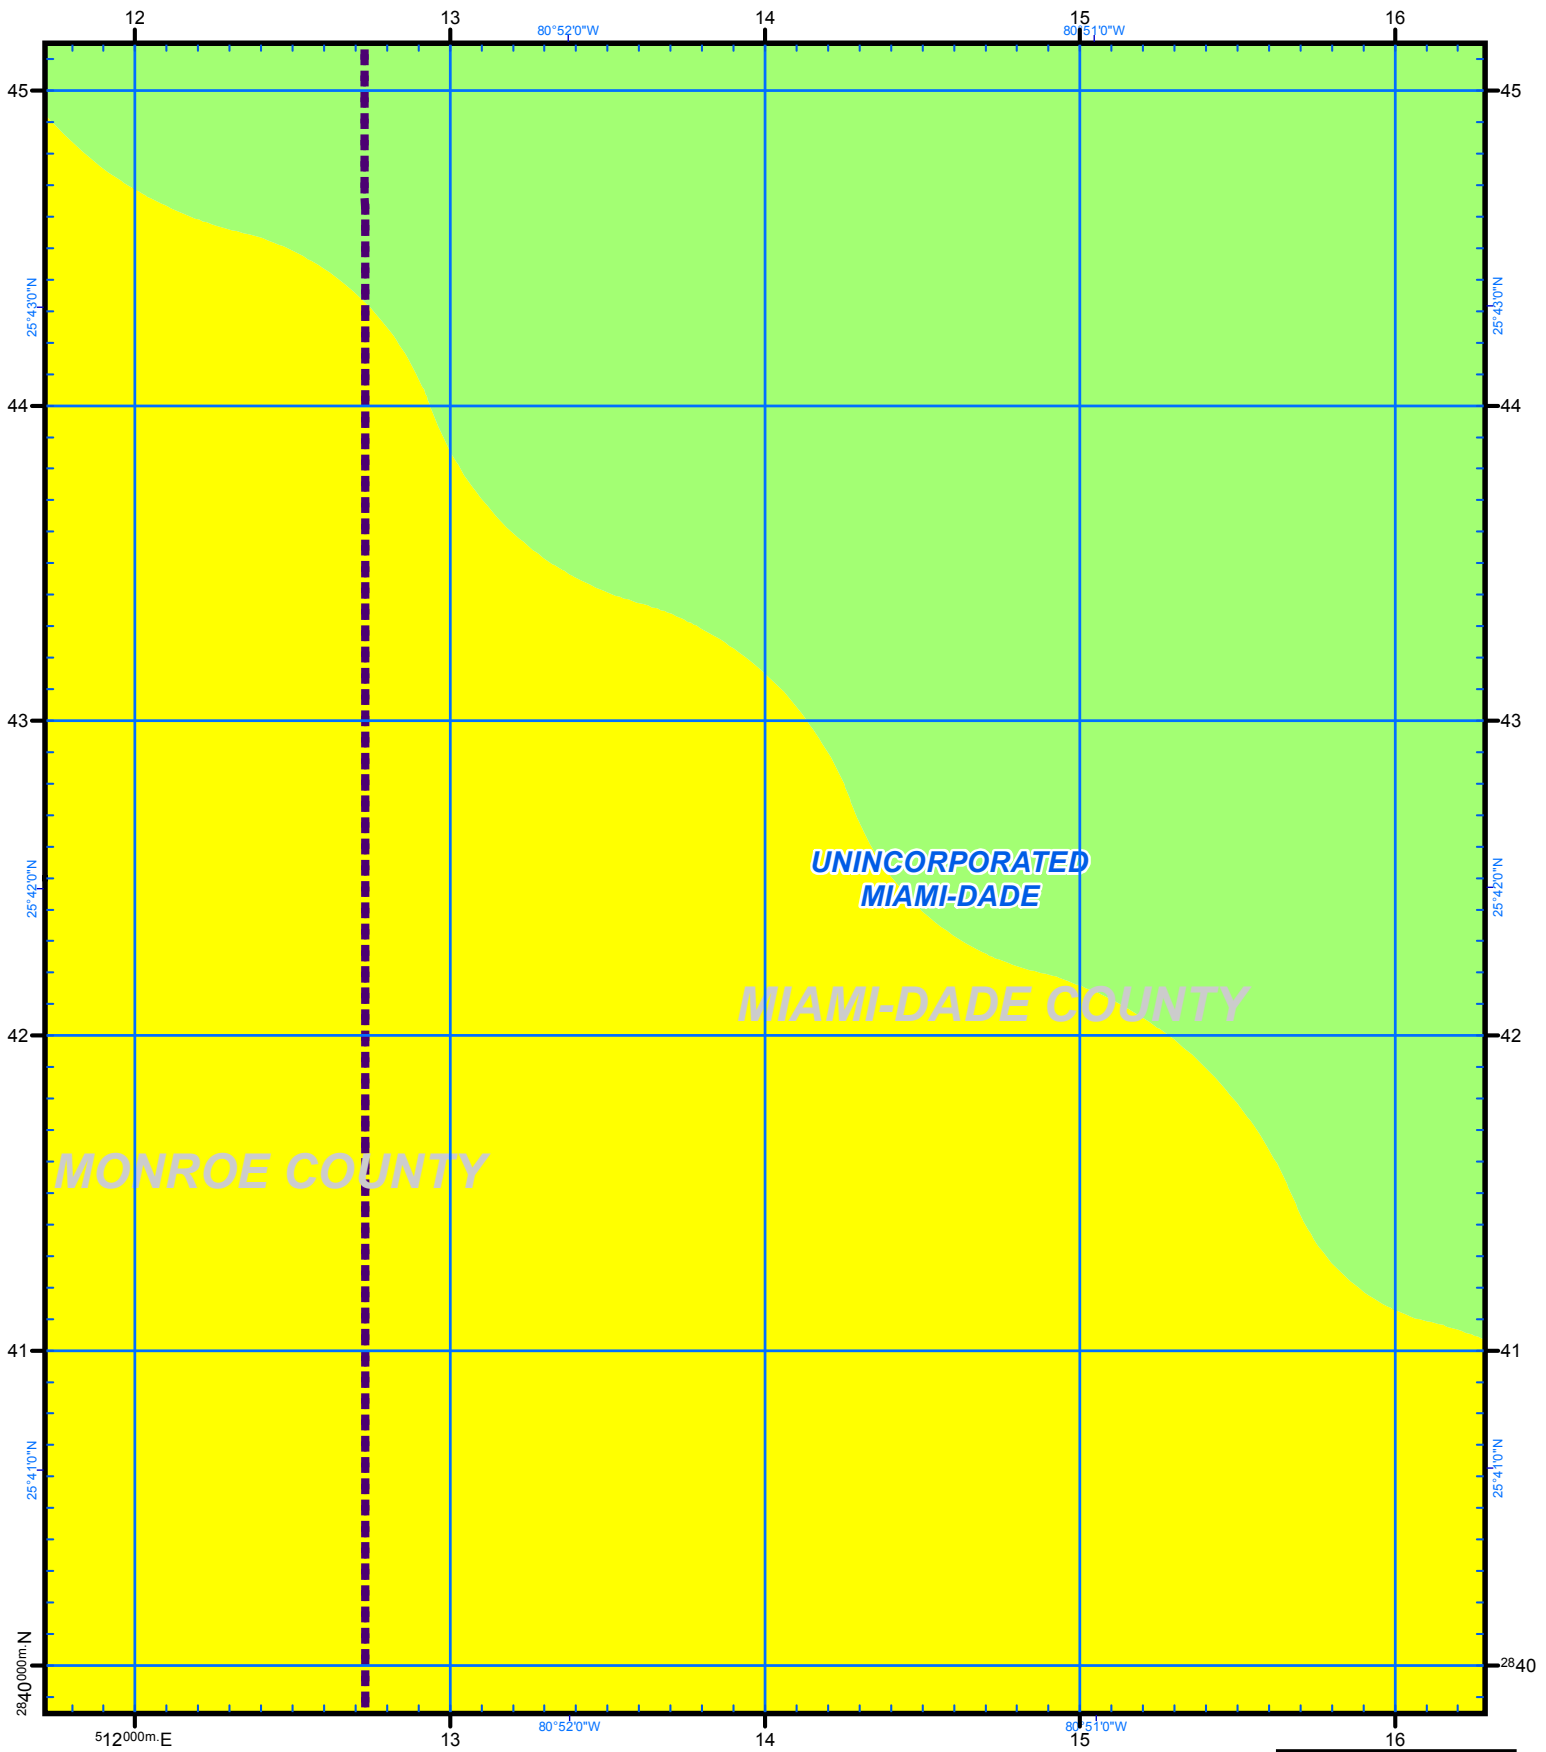 12 13 14 15 16
80°52'0"W 80°51'0"W
45 45
25°43'0"N 25°43'0"N
44 44
43 43
UNINCORPORATED
MIAMI-DADE
25°42'0"N 25°42'0"N
MIAMI-DADE COUNTY
42 42
MONROE COUNTY
41 41
25°41'0"N 25°41'0"N
2840000m.N 2840
80°52'0"W 80°51'0"W
512000m.E 13 14 15 16